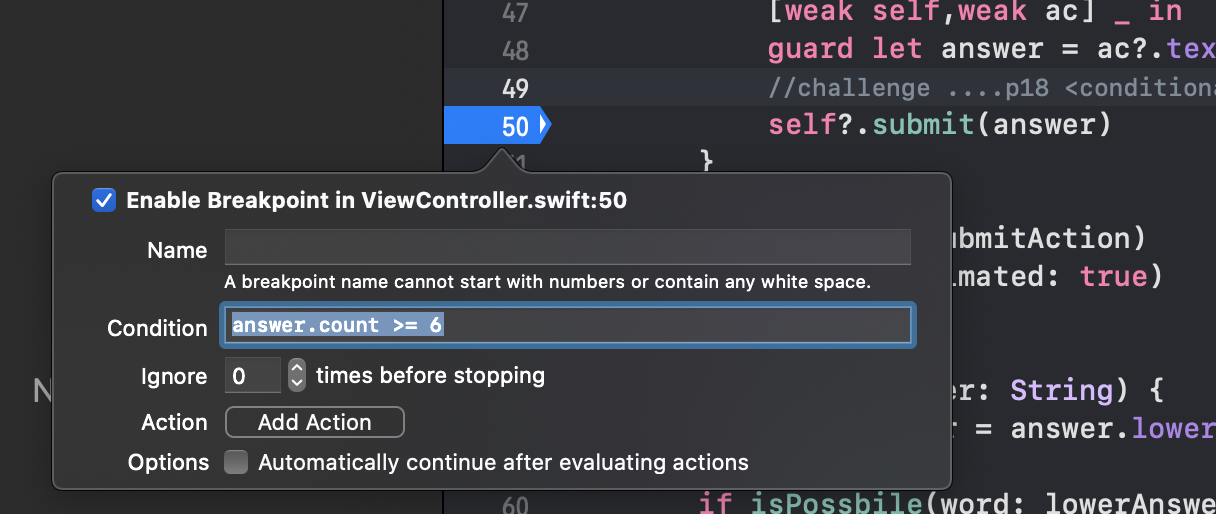 47 [weak self,weak ac] _ in
48 guard let answer = ac?.tex
49 //challenge ....p18 <conditiona
50 self?.submit(answer)
}
Enable Breakpoint in ViewController.swift:50
Name
A breakpoint name cannot start with numbers or contain any white space.
ubmitAction)
imated: true)
Condition answer.count >= 6
Ignore 0 times before stopping
er: String) {
Action Add Action
r = answer.lower
Options Automatically continue after evaluating actions
60 if isPossbile(word: lowerAnswe